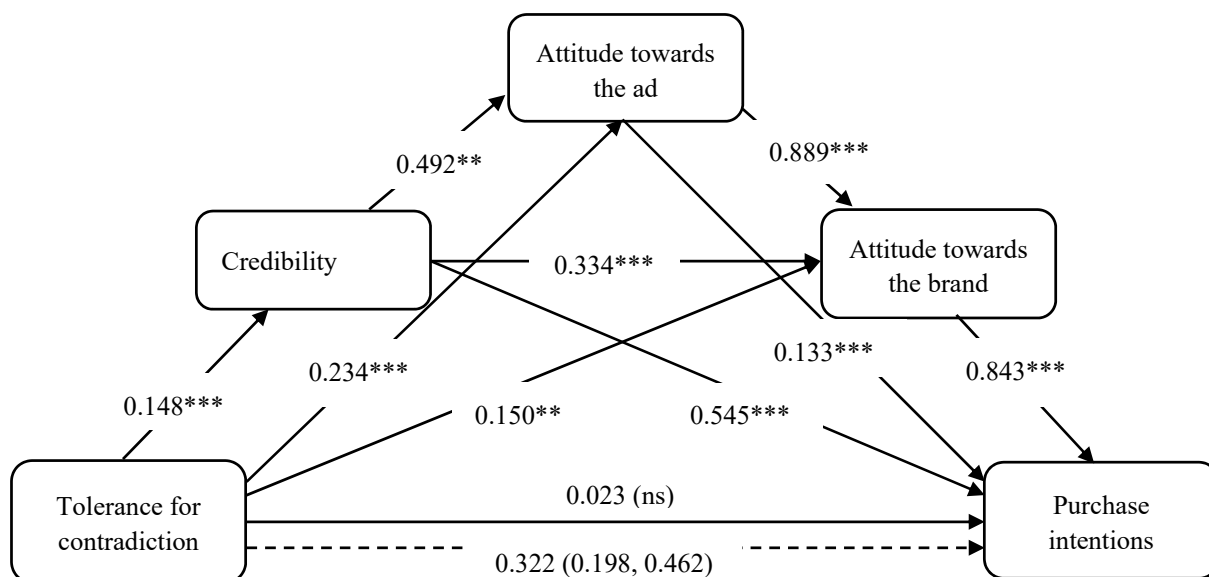 Attitude towards
the ad
0.492**
0.889***
Credibility
0.334***
Attitude towards
the brand
0.234***
0.133***
0.843***
0.148***
0.150**
0.545***
Tolerance for
contradiction
0.023 (ns)
Purchase
intentions
0.322 (0.198, 0.462)